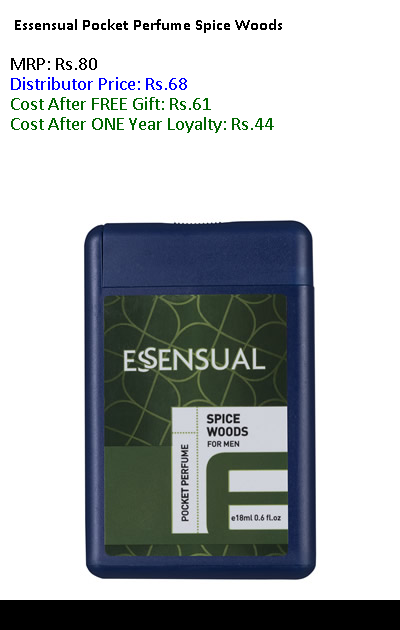 Essensual Pocket Perfume Spice Woods
MRP: Rs.80
Distributor Price: Rs.68
Cost After FREE Gift: Rs.61
Cost After ONE Year Loyalty: Rs.44
ESSENSUAL
SPICE
WOODS
FOR MEN
POCKET PERFUME
e18ml 0.6 fl.oz